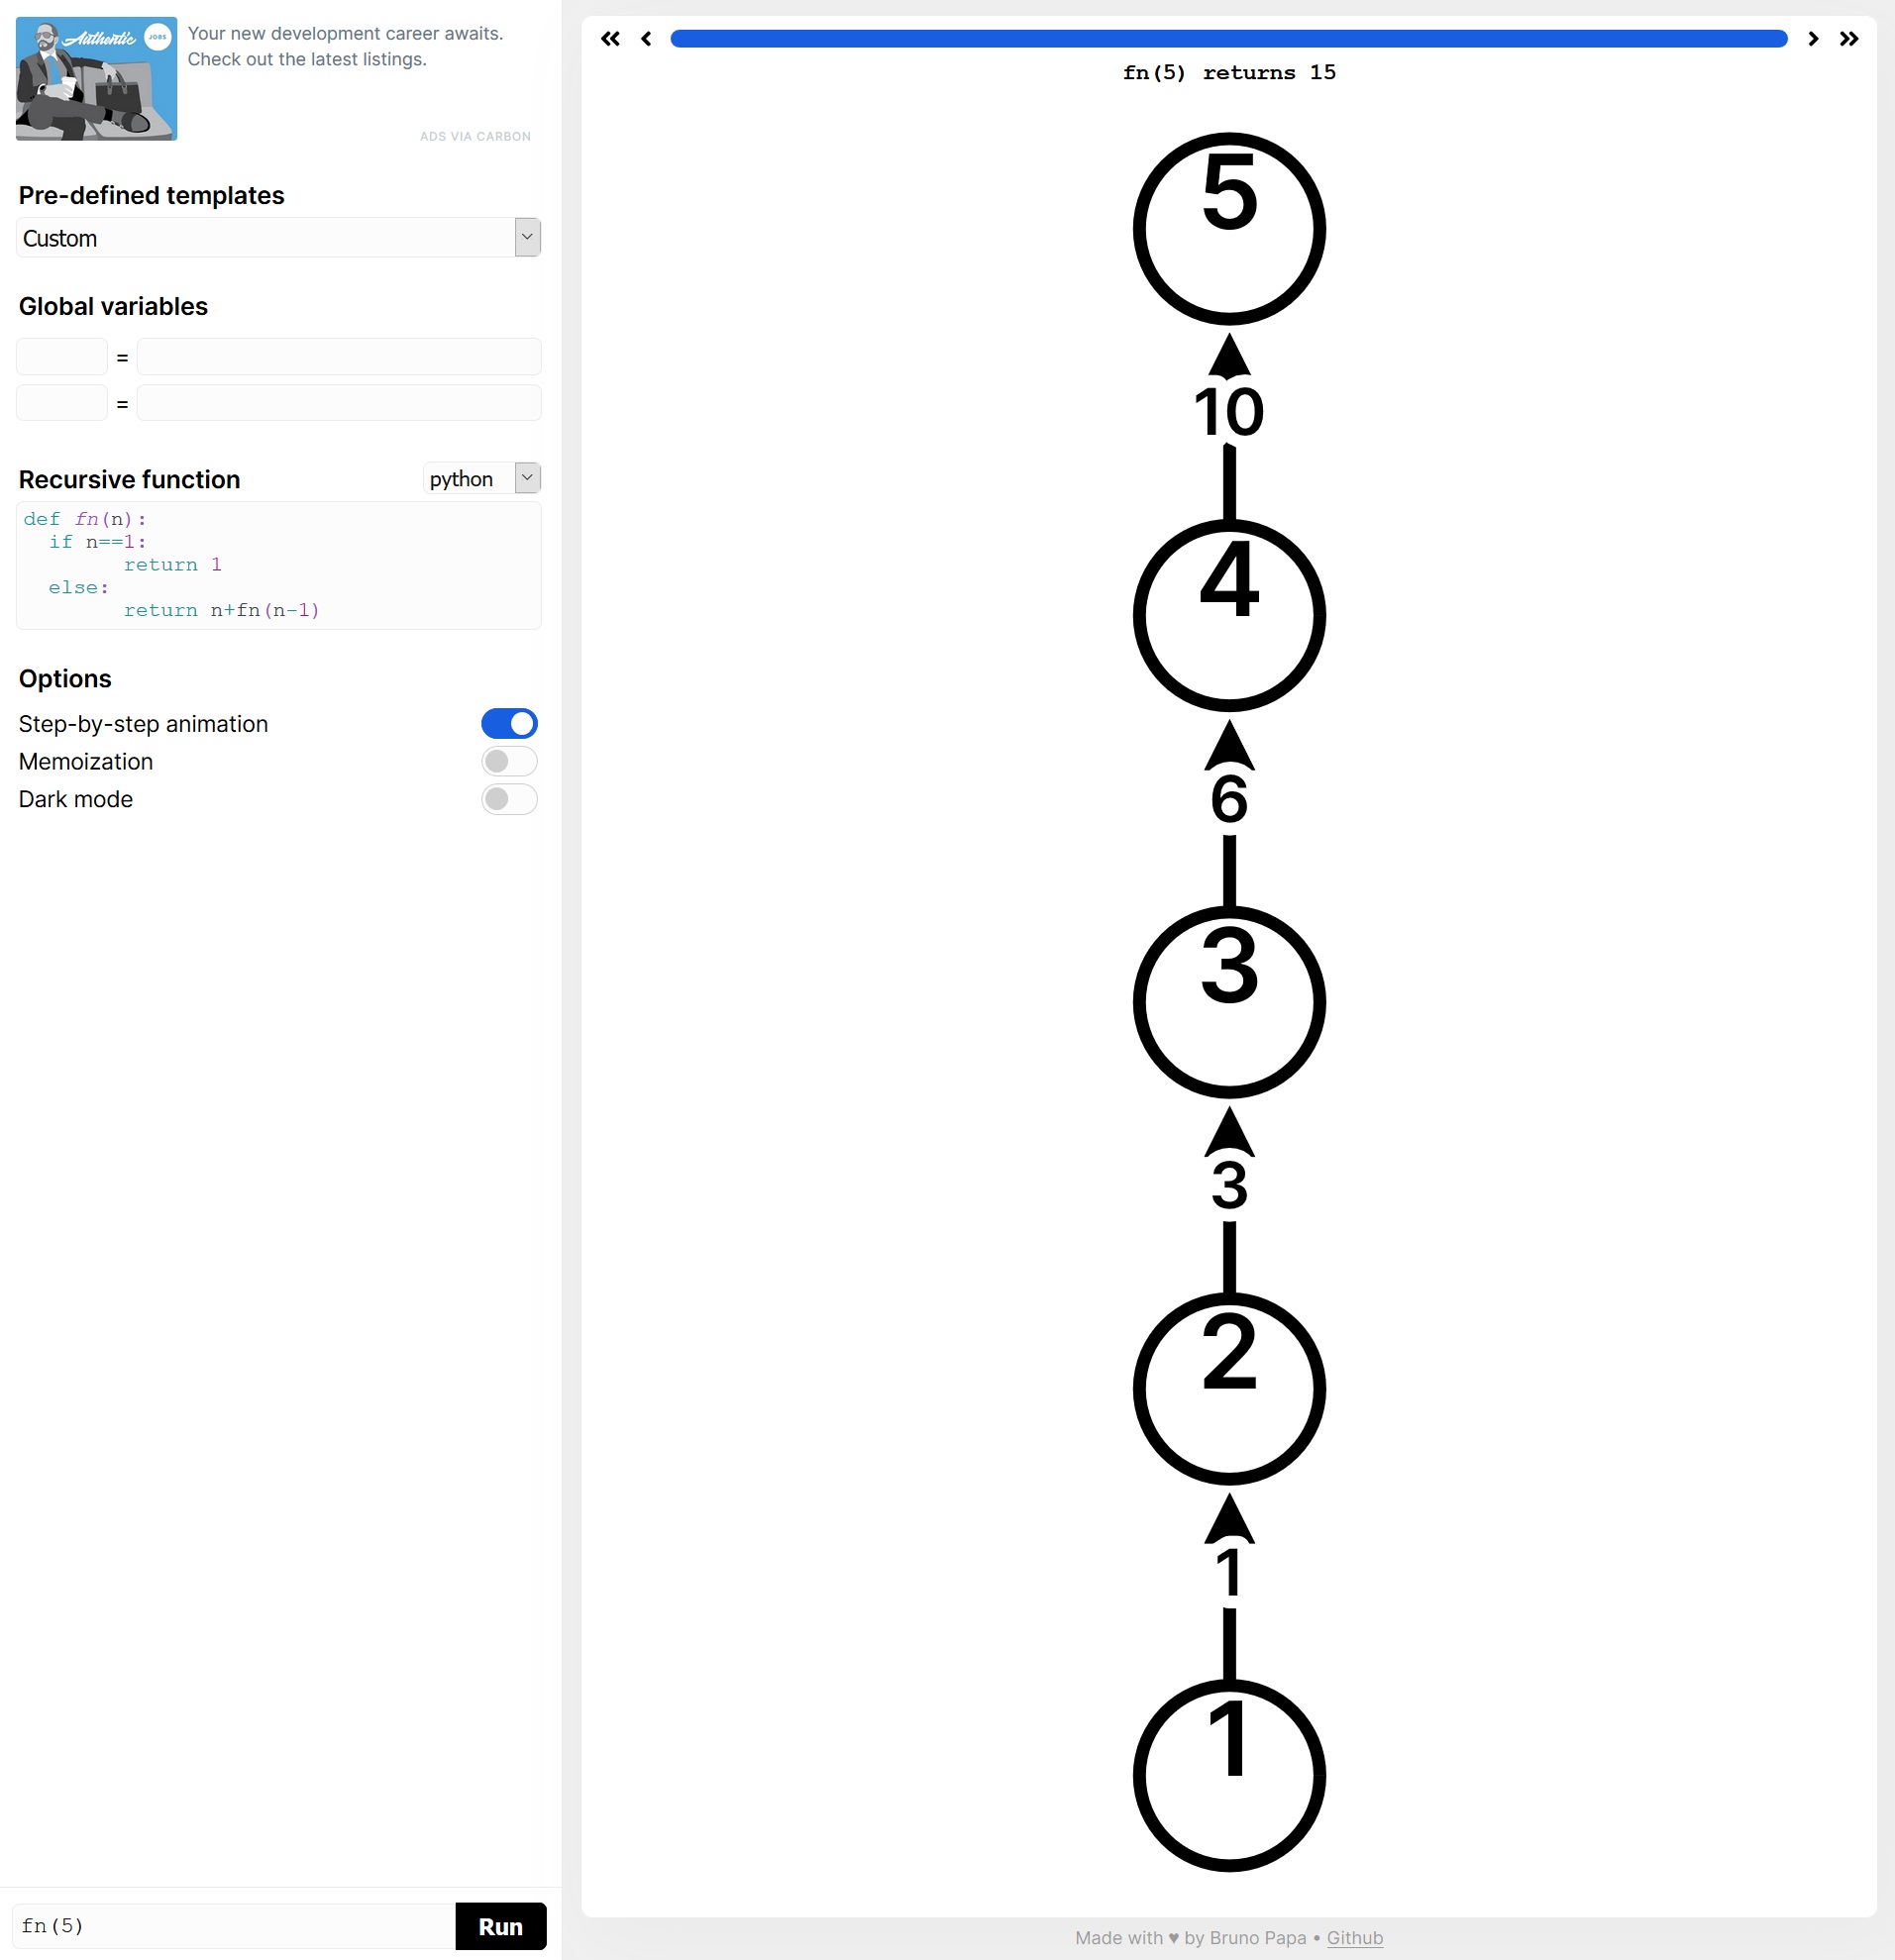 Authentic JOBS
Your new development career awaits.
Check out the latest listings.
ADS VIA CARBON
Pre-defined templates
Custom
Global variables
=
=
Recursive function
python
def fn(n):
  if n==1:
        return 1
  else:
        return n+fn(n-1)
Options
Step-by-step animation
Memoization
Dark mode
fn(5)
Run
fn(5) returns 15
5
10
4
6
3
3
2
1
1
Made with ♥ by Bruno Papa • Github